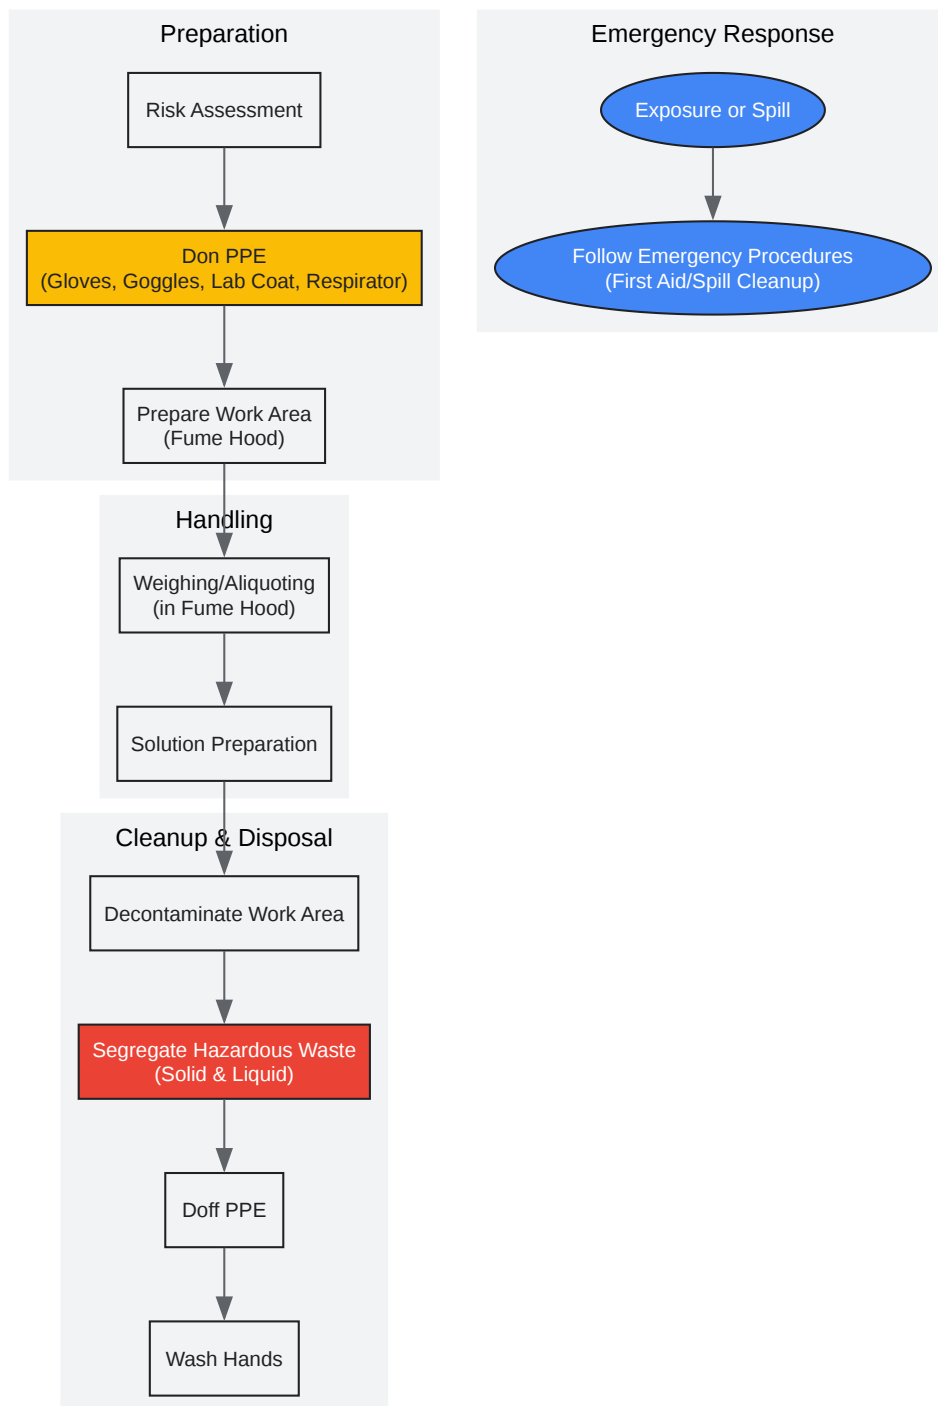 Preparation
Risk Assessment
Don PPE
(Gloves, Goggles, Lab Coat, Respirator)
Prepare Work Area
(Fume Hood)
Handling
Weighing/Aliquoting
(in Fume Hood)
Solution Preparation
Cleanup & Disposal
Decontaminate Work Area
Segregate Hazardous Waste
(Solid & Liquid)
Doff PPE
Wash Hands
Emergency Response
Exposure or Spill
Follow Emergency Procedures
(First Aid/Spill Cleanup)